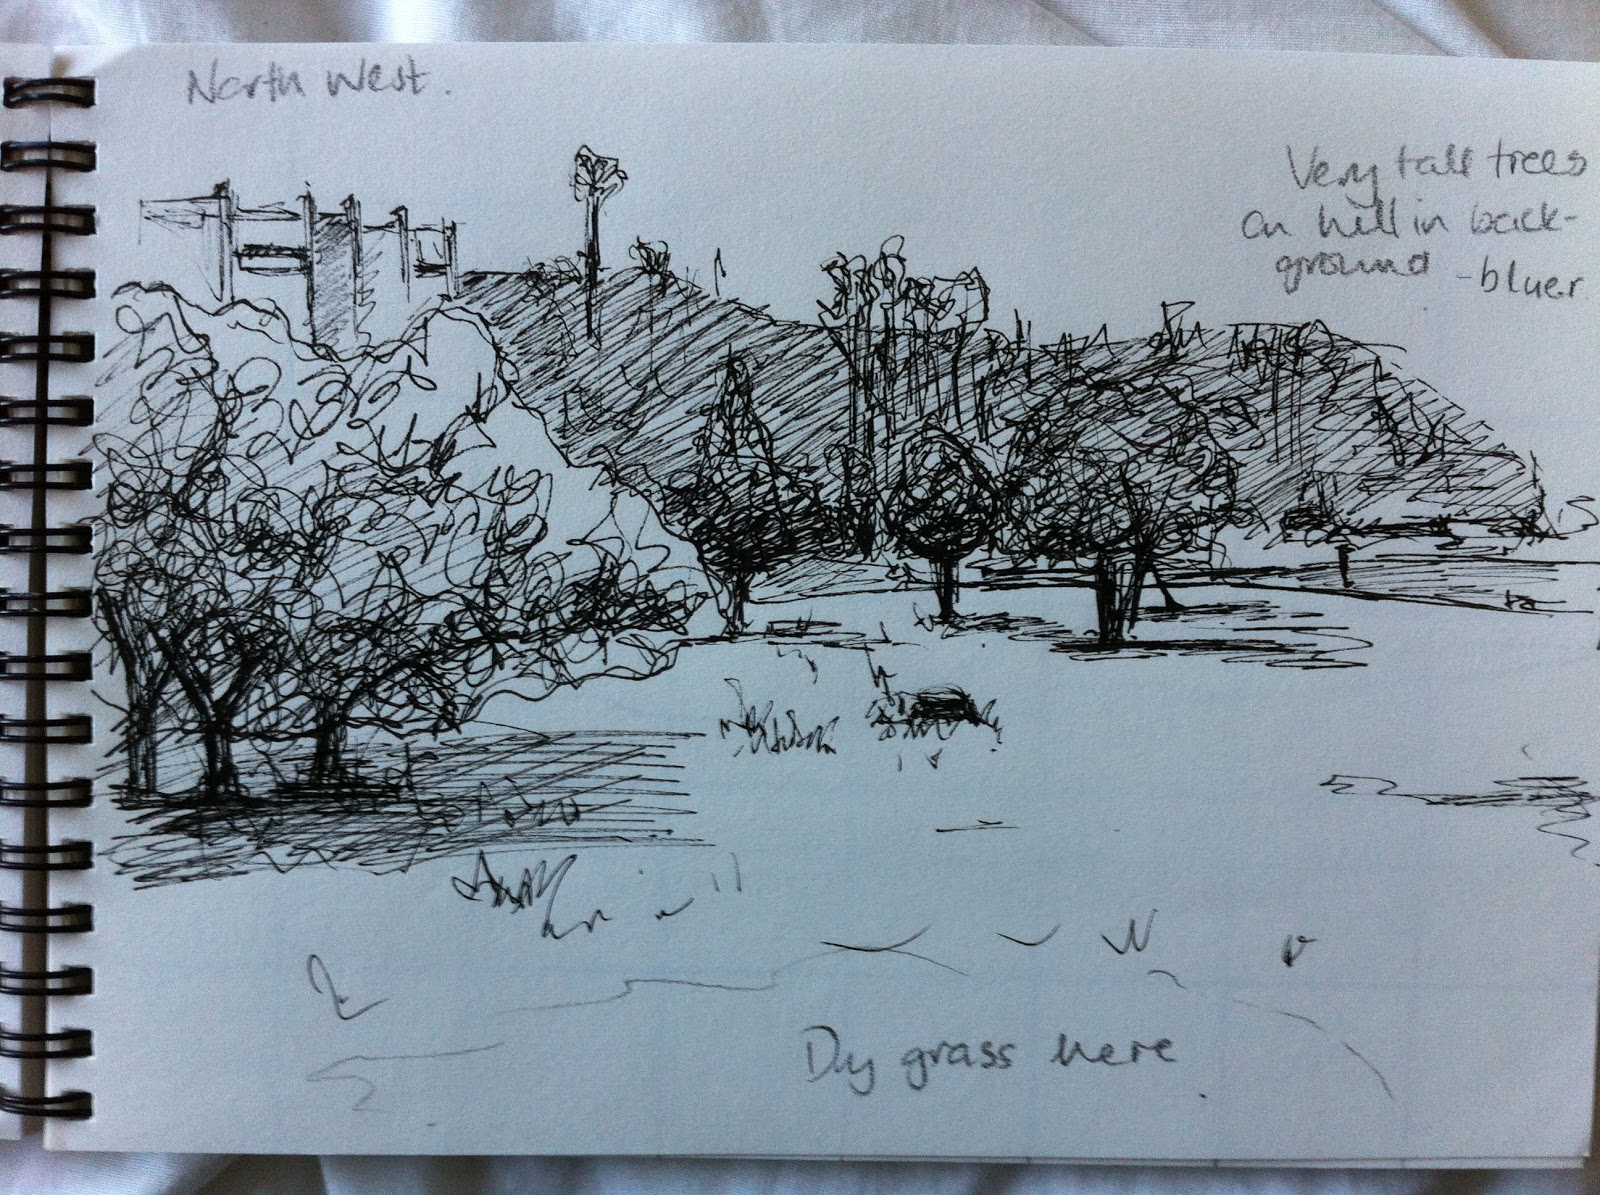 North West.
Very tall trees
on hill in back-
ground -bluer
Dry grass here